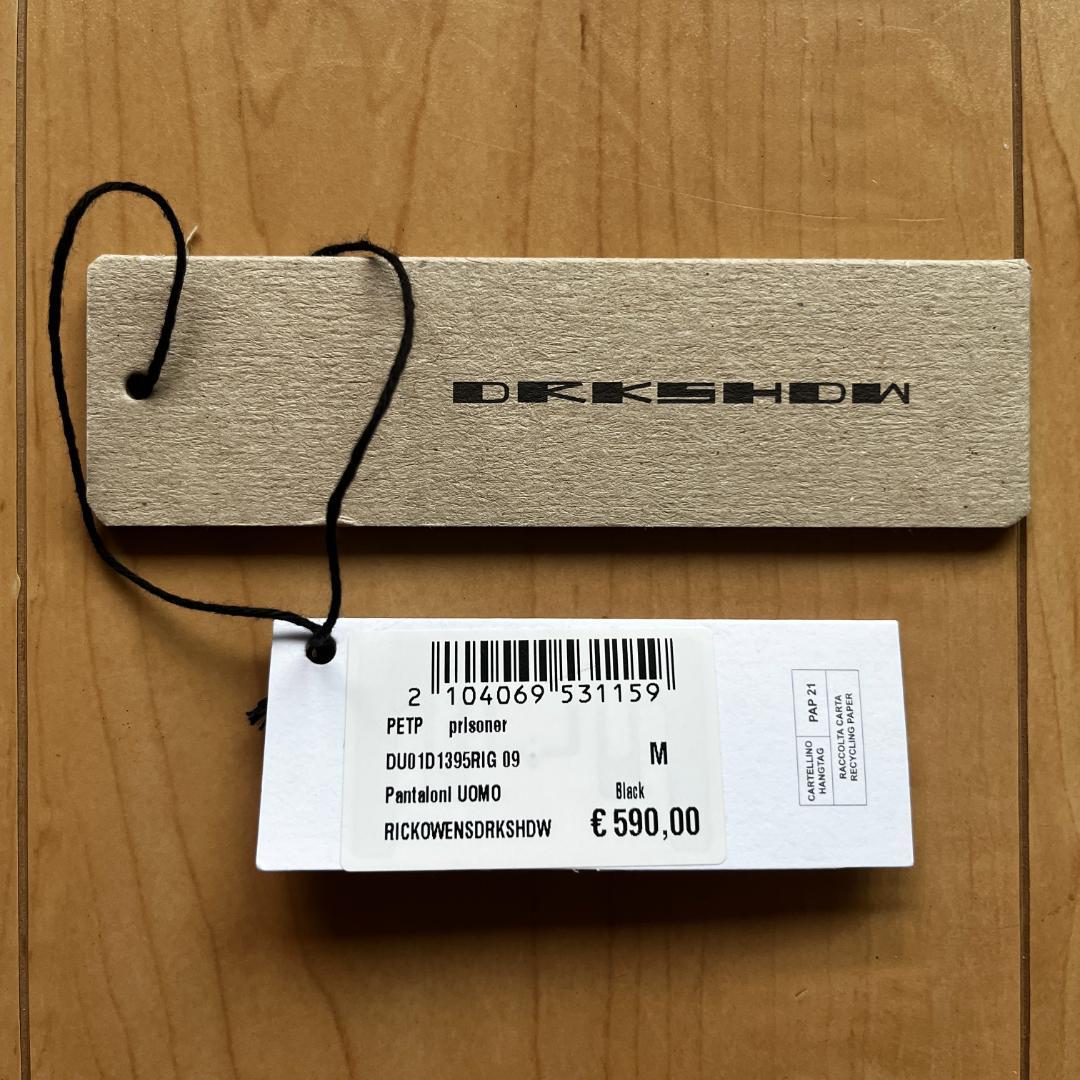 DRKSHDW
2 104069 531159
PETP prisoner
DU01D1395RIG 09 M
Pantaloni UOMO Black
RICKOWENSDRKSHDW € 590,00
CARTELLINO PAP 21
HANGTAG
RACCOLTA CARTA
RECYCLING PAPER